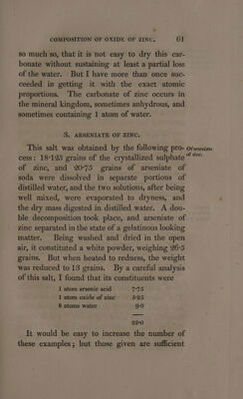 COMPOSITION OF OXIDE OF ZINC. 61
so much so, that it is not easy to dry this car-
bonate without sustaining at least a partial loss
of the water. But I have more than once suc-
ceeded in getting it with the exact atomic
proportions. The carbonate of zinc occurs in
the mineral kingdom, sometimes anhydrous, and
sometimes containing 1 atom of water.
3. ARSENIATE OF ZINC.
This salt was obtained by the following pro- Of arseniate
cess: 18·125 grains of the crystallized sulphate of zinc.
of zinc, and 20·75 grains of arseniate of
soda were dissolved in separate portions of
distilled water, and the two solutions, after being
well mixed, were evaporated to dryness, and
the dry mass digested in distilled water. A dou-
ble decomposition took place, and arseniate of
zinc separated in the state of a gelatinous looking
matter. Being washed and dried in the open
air, it constituted a white powder, weighing 20·5
grains. But when heated to redness, the weight
was reduced to 13 grains. By a careful analysis
of this salt, I found that its constituents were
1 atom arsenic acid 7·75
1 atom oxide of zinc 5·25
8 atoms water 9·0
22·0
It would be easy to increase the number of
these examples; but those given are sufficient